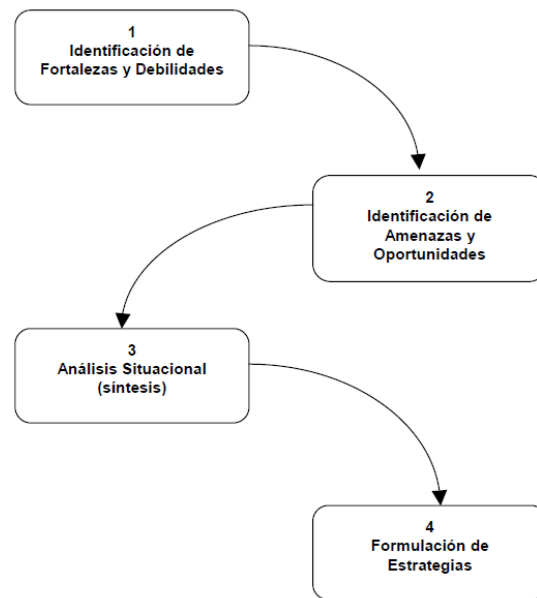 1
Identificación de
Fortalezas y Debilidades
2
Identificación de
Amenazas y
Oportunidades
3
Análisis Situacional
(síntesis)
4
Formulación de
Estrategias